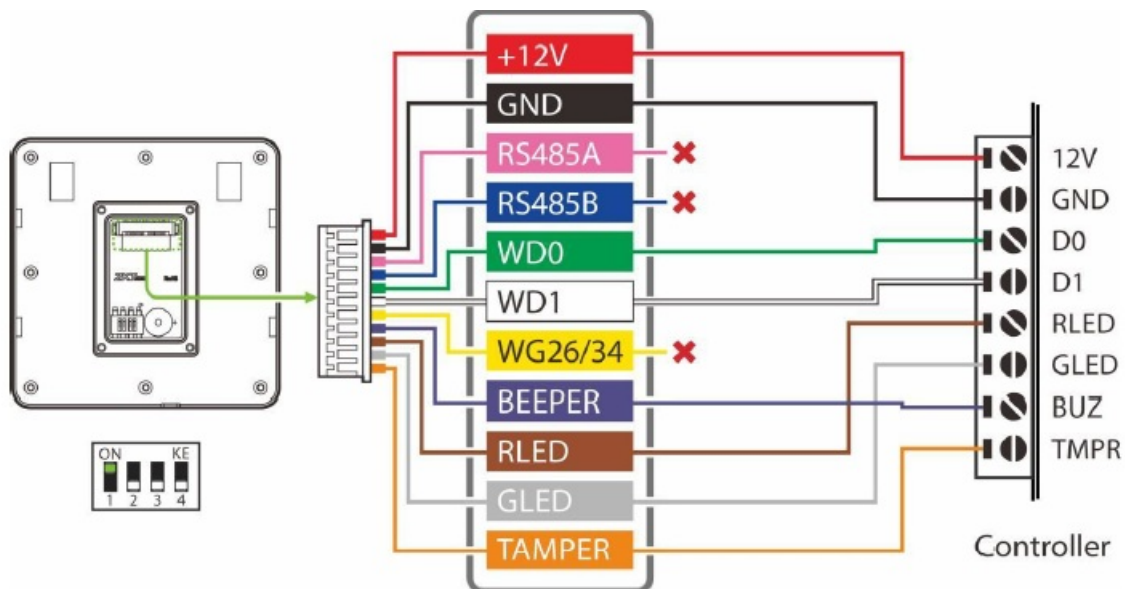 +12V
GND
RS485A
RS485B
WD0
WD1
WG26/34
BEEPER
RLED
GLED
TAMPER
12V
GND
D0
D1
RLED
GLED
BUZ
TMPR
Controller
ON KE
1 2 3 4